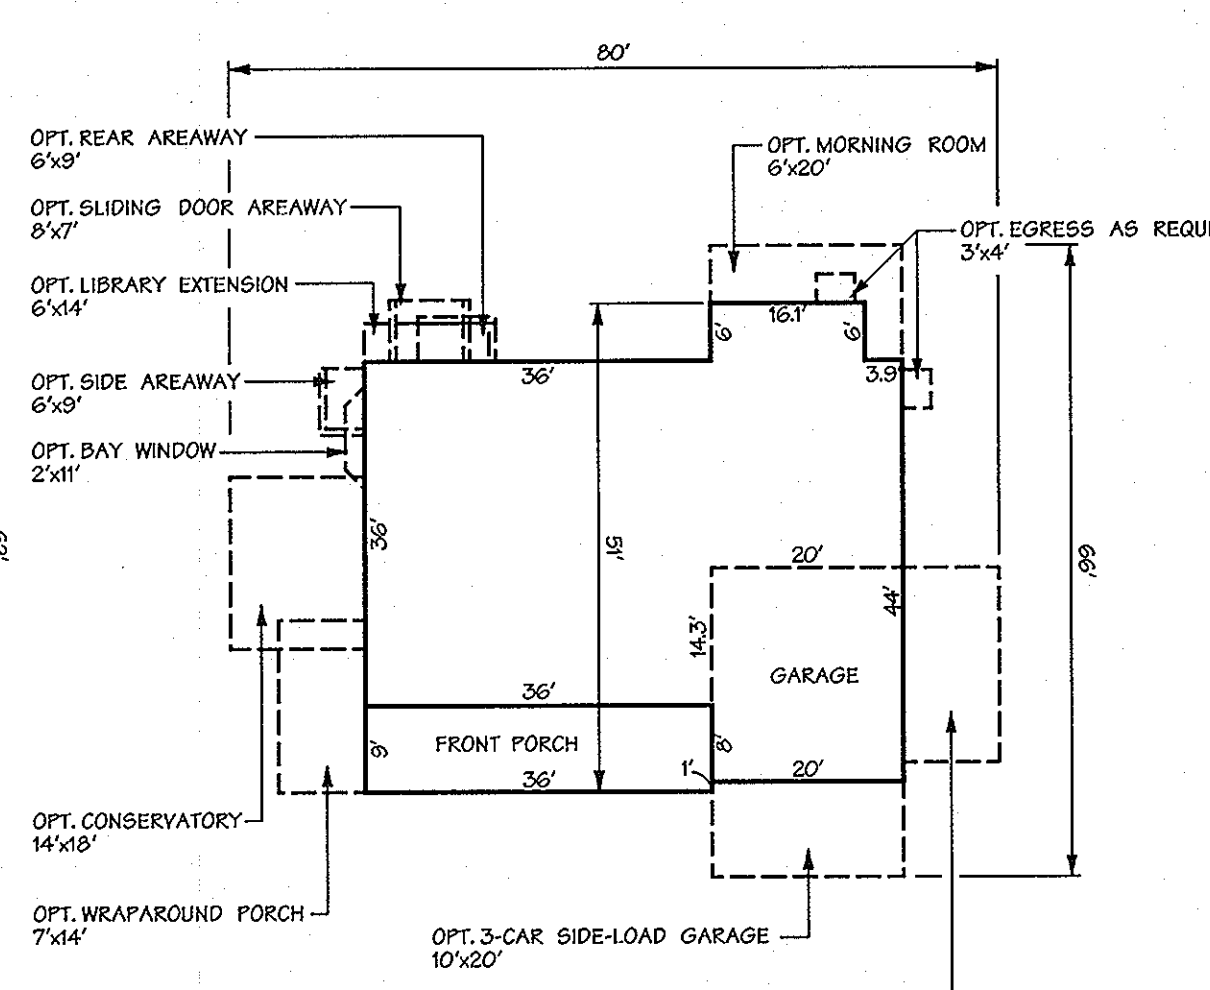 80'
OPT. REAR AREAWAY
6'x9'
OPT. MORNING ROOM
6'x20'
OPT. SLIDING DOOR AREAWAY
8'x7'
OPT. EGRESS AS REQUI
3'x4'
OPT. LIBRARY EXTENSION
6'x14'
16.1'
6'
6'
OPT. SIDE AREAWAY
6'x9'
36'
3.9'
OPT. BAY WINDOW
2'x11'
36'
51'
20'
66'
44'
14.3'
GARAGE
36'
FRONT PORCH
9'
8'
1'
20'
36'
OPT. CONSERVATORY
14'x18'
OPT. WRAPAROUND PORCH
7'x14'
OPT. 3-CAR SIDE-LOAD GARAGE
10'x20'